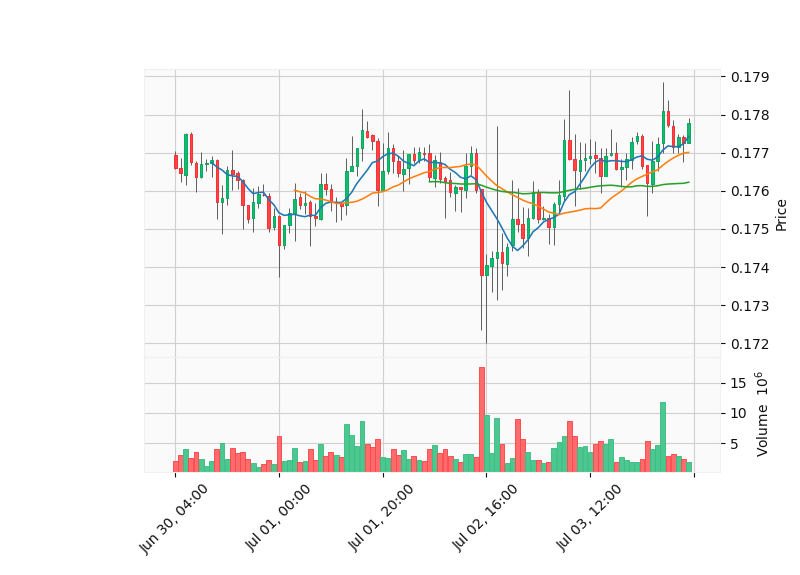 0.179
0.178
0.177
0.176
0.175
0.174
0.173
0.172
Price
15
10
5
Volume 10^6
Jun 30, 04:00
Jul 01, 00:00
Jul 01, 20:00
Jul 02, 16:00
Jul 03, 12:00